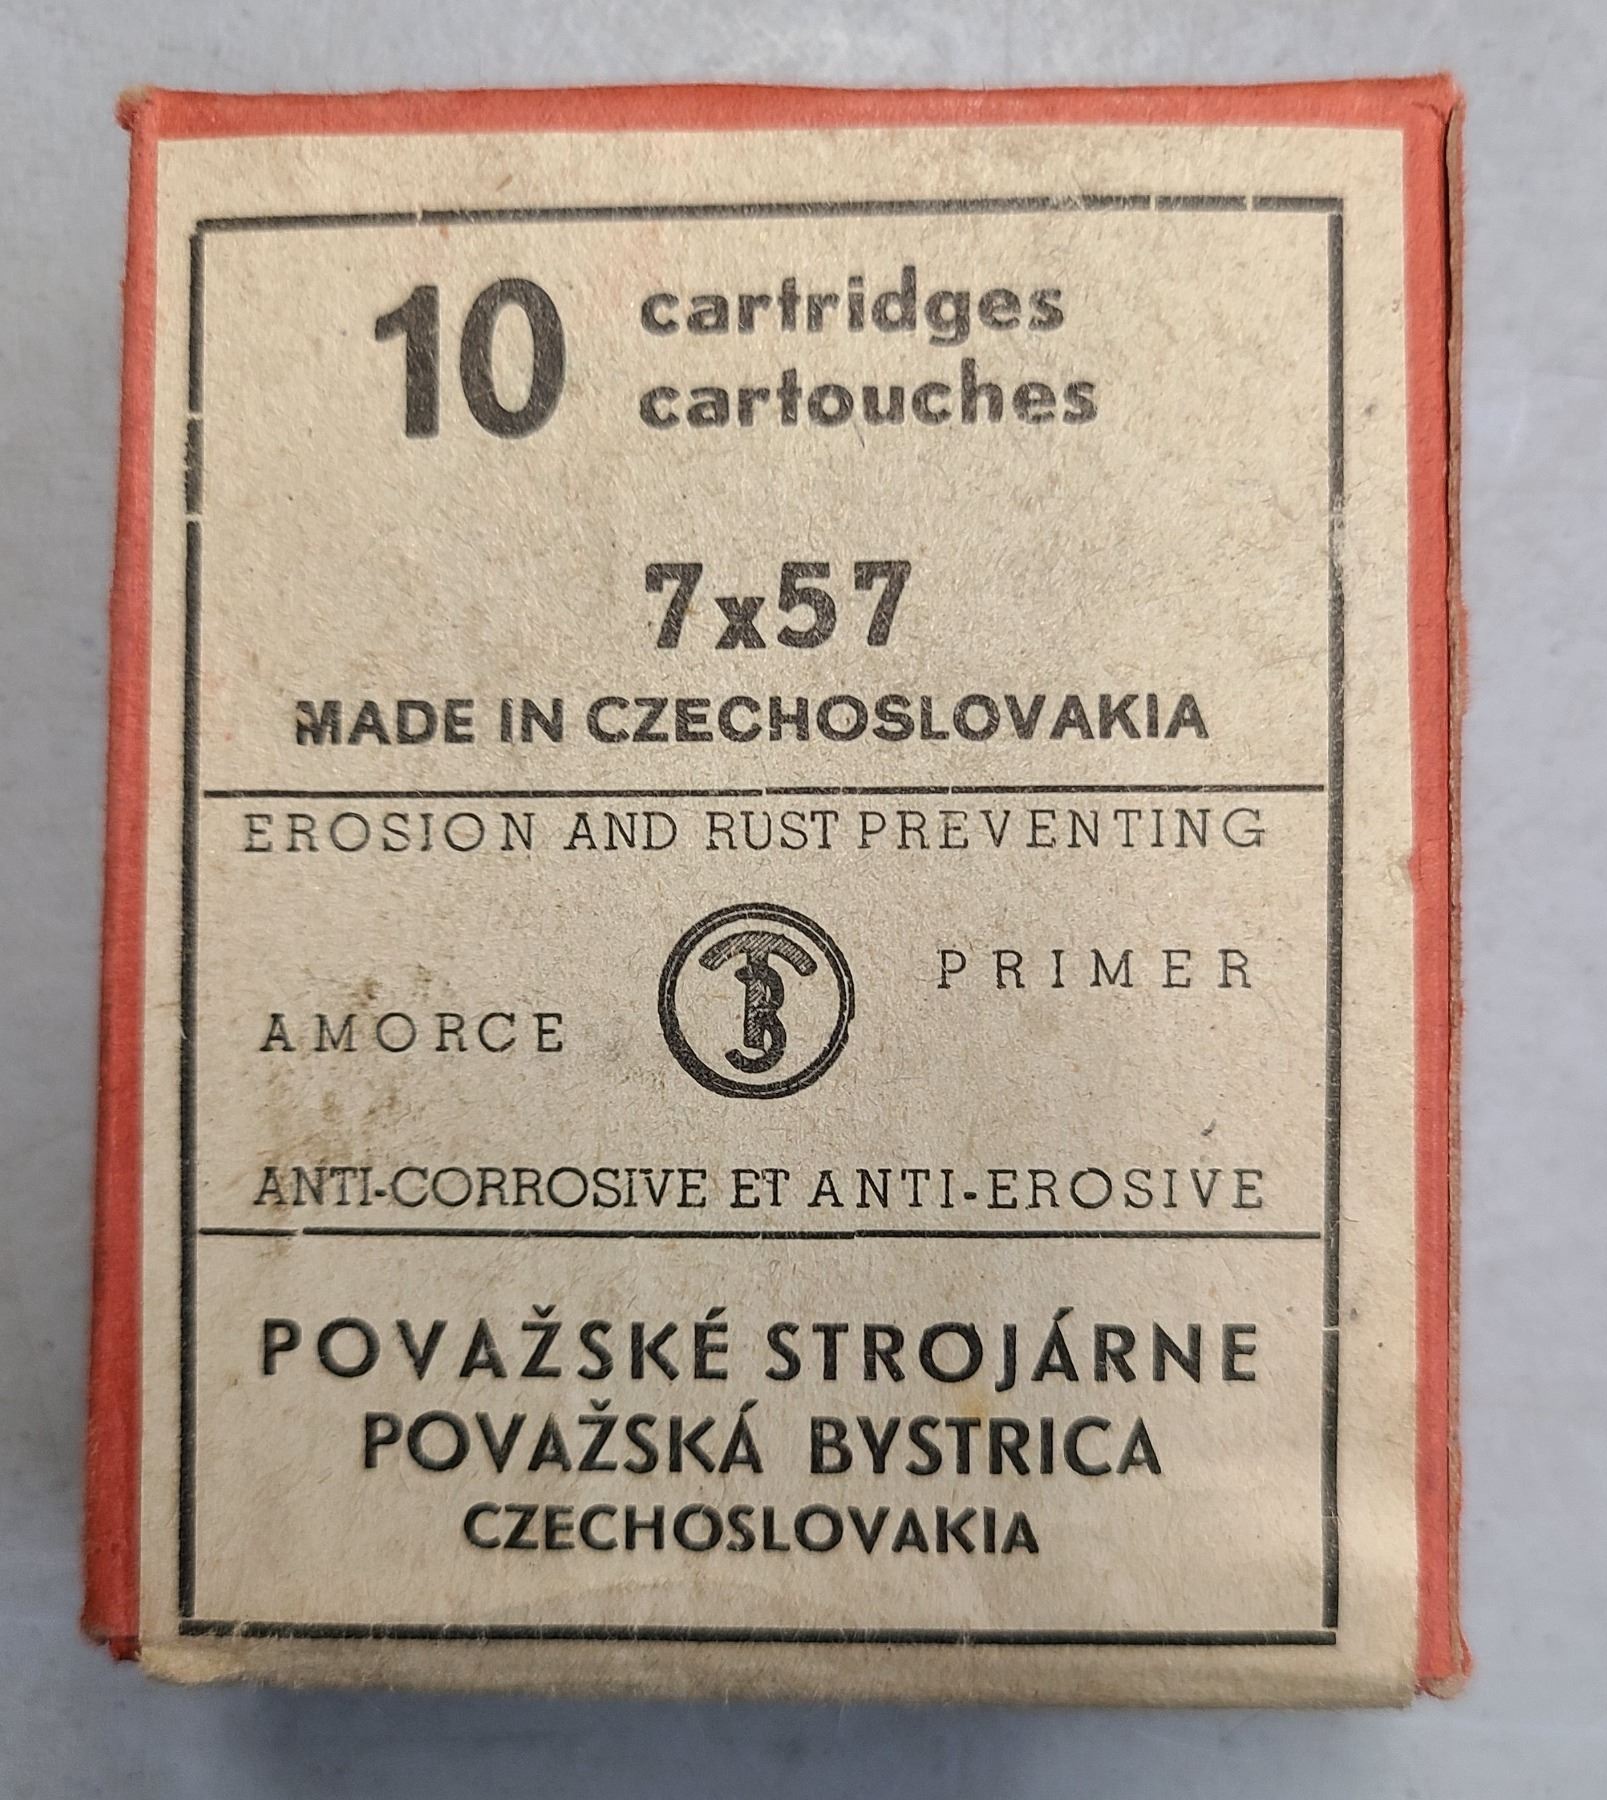 10 cartridges
cartouches
7x57
MADE IN CZECHOSLOVAKIA
EROSION AND RUST PREVENTING
PRIMER
AMORCE
ANTI-CORROSIVE ET ANTI-EROSIVE
POVAŽSKÉ STROJÁRNE
POVAŽSKÁ BYSTRICA
CZECHOSLOVAKIA